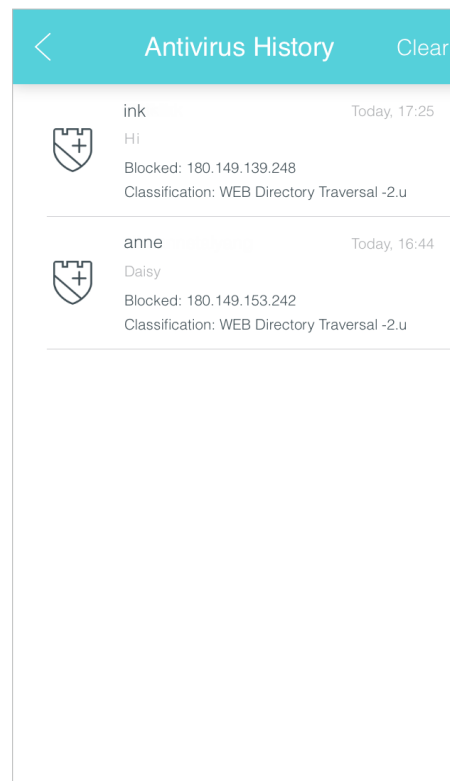 Antivirus History Clear
ink Today, 17:25
Hi
Blocked: 180.149.139.248
Classification: WEB Directory Traversal -2.u
anne Today, 16:44
Daisy
Blocked: 180.149.153.242
Classification: WEB Directory Traversal -2.u